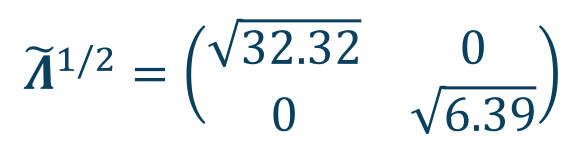 Λ̃^{1/2} = (√32.32 0
0 √6.39)